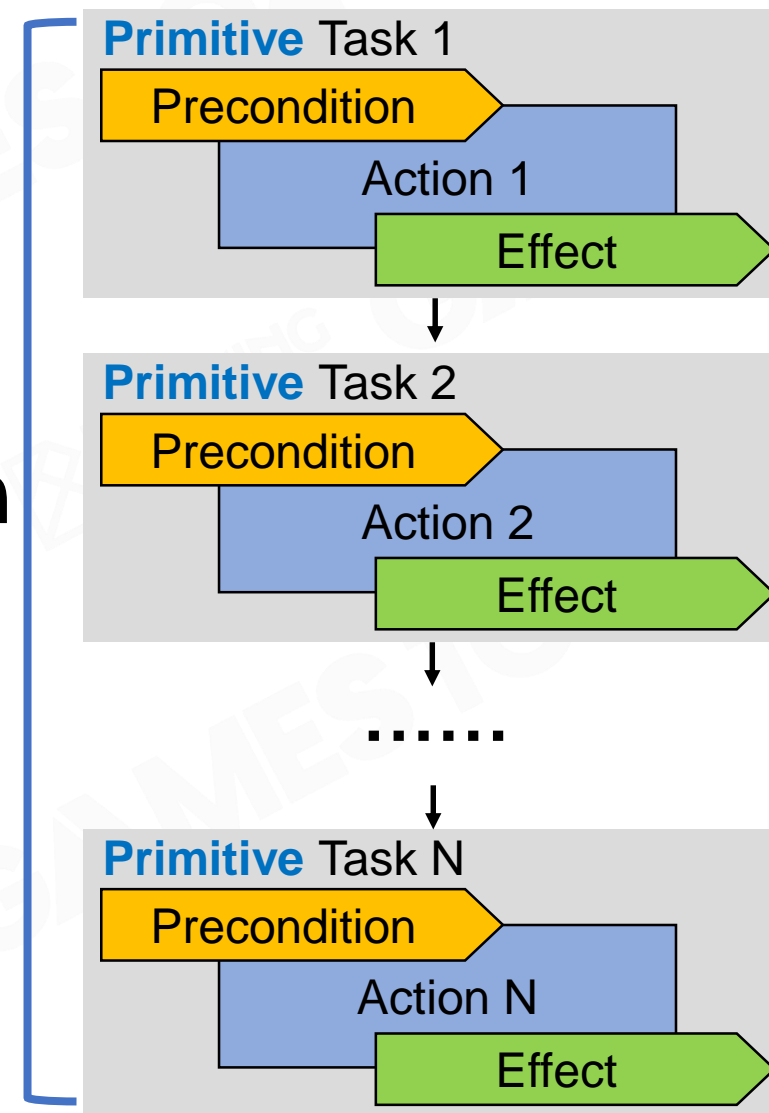 Primitive Task 1
Precondition
Action 1
Effect
Primitive Task 2
Precondition
n
Action 2
Effect
......
Primitive Task N
Precondition
Action N
Effect